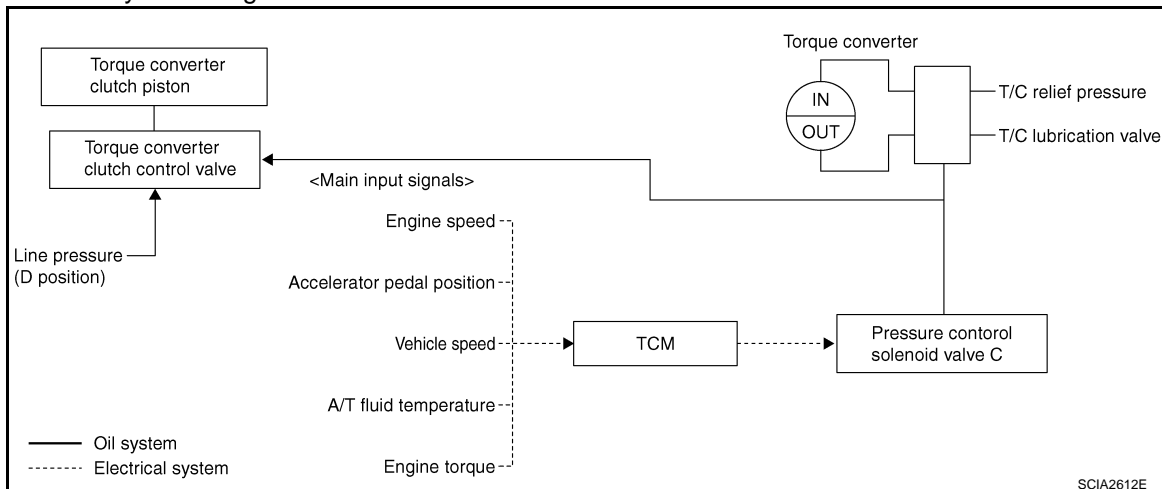 Torque converter
clutch piston
Torque converter
clutch control valve
Line pressure
(D position)
<Main input signals>
Engine speed
Accelerator pedal position
Vehicle speed
A/T fluid temperature
Engine torque
TCM
Torque converter
IN
OUT
T/C relief pressure
T/C lubrication valve
Pressure contorol
solenoid valve C
Oil system
Electrical system
SCIA2612E